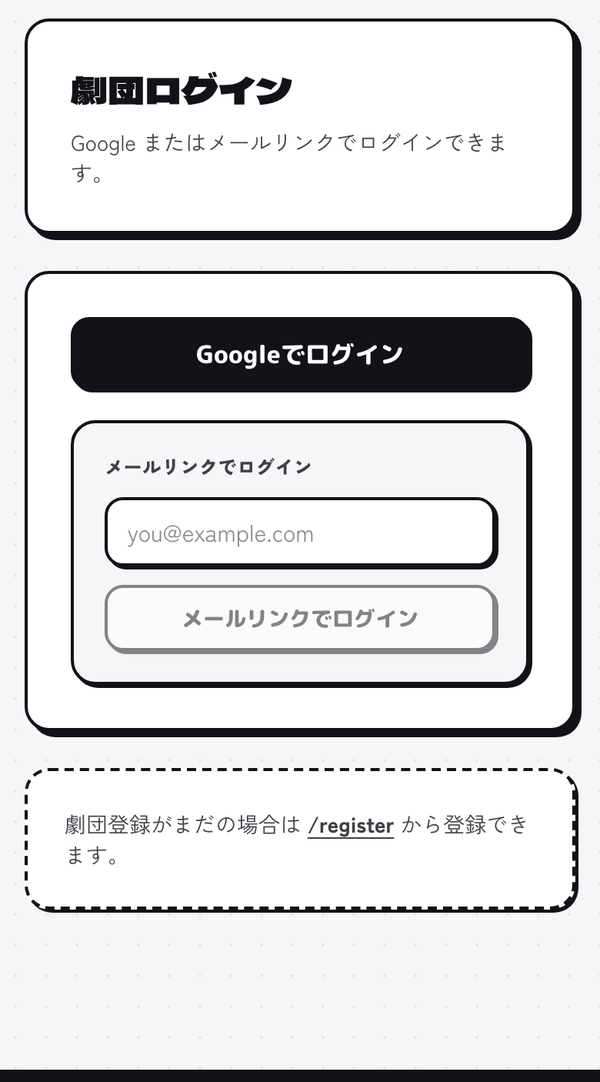 劇団ログイン
Google またはメールリンクでログインできま
す。
Googleでログイン
メールリンクでログイン
you@example.com
メールリンクでログイン
劇団登録がまだの場合は /register から登録でき
ます。